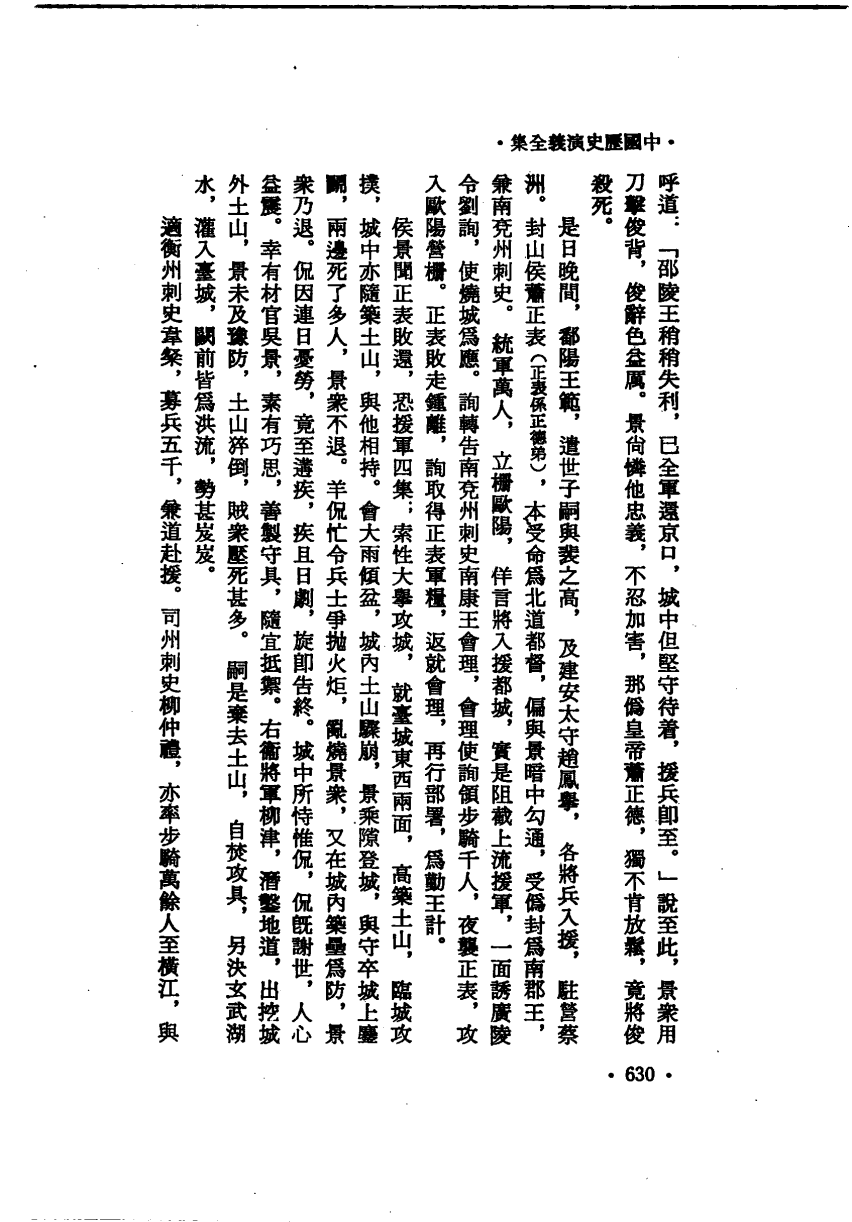 ·中國歷史演義全集·
呼道：「邵陵王稍稍失利，已全軍還京口，城中但堅守待着，援兵卽至。」說至此，景衆用
刀擊俊背，俊辭色益厲。景尙憐他忠義，不忍加害，那僞皇帝蕭正德，獨不肯放鬆，竟將俊
殺死。
是日晚間，鄱陽王範，遣世子嗣與裴之高，及建安太守趙鳳舉，各將兵入援，駐營蔡
洲。封山侯蕭正表（正表係正德弟），本受命爲北道都督，偏與景暗中勾通，受僞封爲南郡王，
兼南兗州刺史。統軍萬人，立柵歐陽，佯言將入援都城，實是阻截上流援軍，一面誘廣陵
令劉詢，使燒城爲應。詢轉告南兗州刺史南康王會理，會理使詢領步騎千人，夜襲正表，攻
入歐陽營柵。正表敗走鍾離，詢取得正表軍糧，返就會理，再行部署，爲勤王計。
侯景聞正表敗還，恐援軍四集；索性大舉攻城，就臺城東西兩面，高築土山，臨城攻
撲，城中亦隨築土山，與他相持。會大雨傾盆，城內土山驟崩，景乘隙登城，與守卒城上鏖
鬭，兩邊死了多人，景衆不退。羊侃忙令兵士爭拋火炬，亂燒景衆，又在城內築壘爲防，景
衆乃退。侃因連日憂勞，竟至遘疾，疾且日劇，旋卽告終。城中所恃惟侃，侃旣謝世，人心
益震。幸有材官吳景，素有巧思，善製守具，隨宜抵禦。右衞將軍柳津，潛鑿地道，出挖城
外土山，景未及豫防，土山猝倒，賊衆壓死甚多。嗣是棄去土山，自焚攻具，另決玄武湖
水，灌入臺城，闕前皆爲洪流，勢甚岌岌。
適衡州刺史韋粲，募兵五千，兼道赴援。司州刺史柳仲禮，亦率步騎萬餘人至橫江，與
·630·